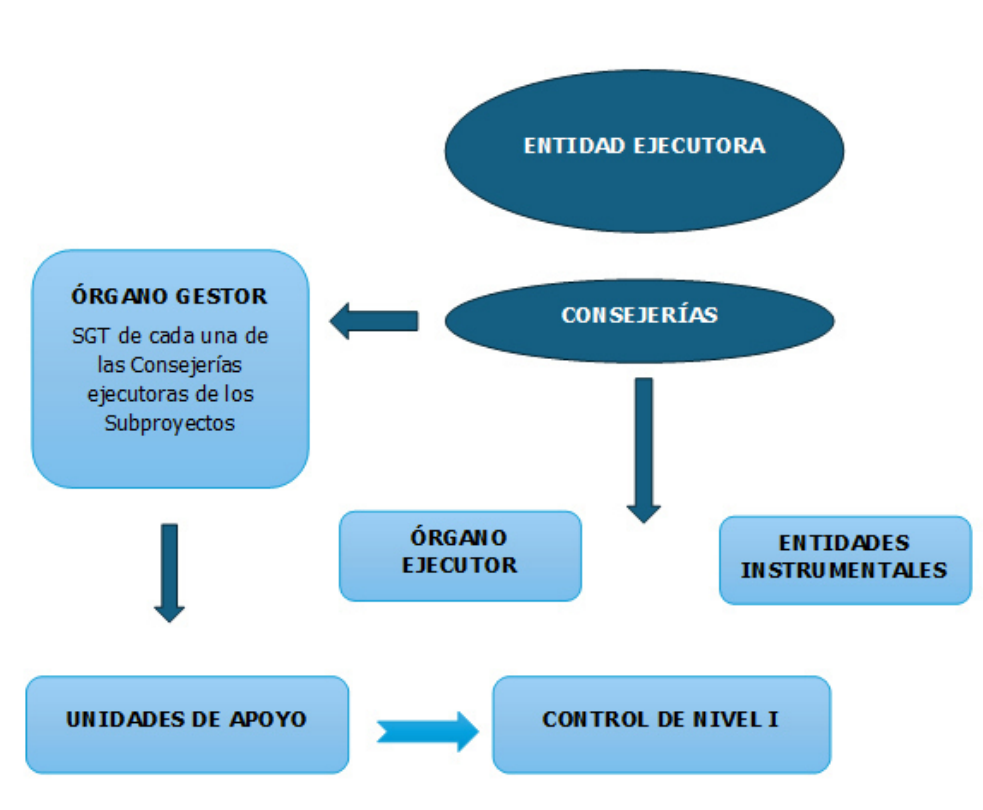 ENTIDAD EJECUTORA
CONSEJERÍAS
ÓRGANO GESTOR
SGT de cada una de
las Consejerías
ejecutoras de los
Subproyectos
ÓRGANO
EJECUTOR
ENTIDADES
INSTRUMENTALES
UNIDADES DE APOYO
CONTROL DE NIVEL I